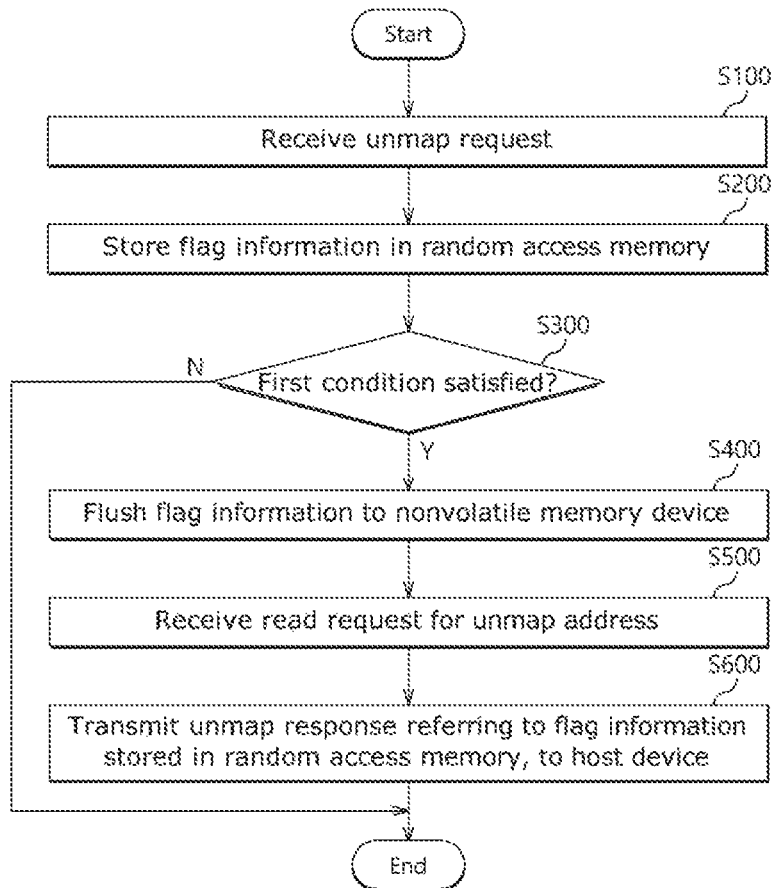 Start
S100
Receive unmap request
S200
Store flag information in random access memory
S300
N
First condition satisfied?
Y
S400
Flush flag information to nonvolatile memory device
S500
Receive read request for unmap address
S600
Transmit unmap response referring to flag information
stored in random access memory, to host device
End